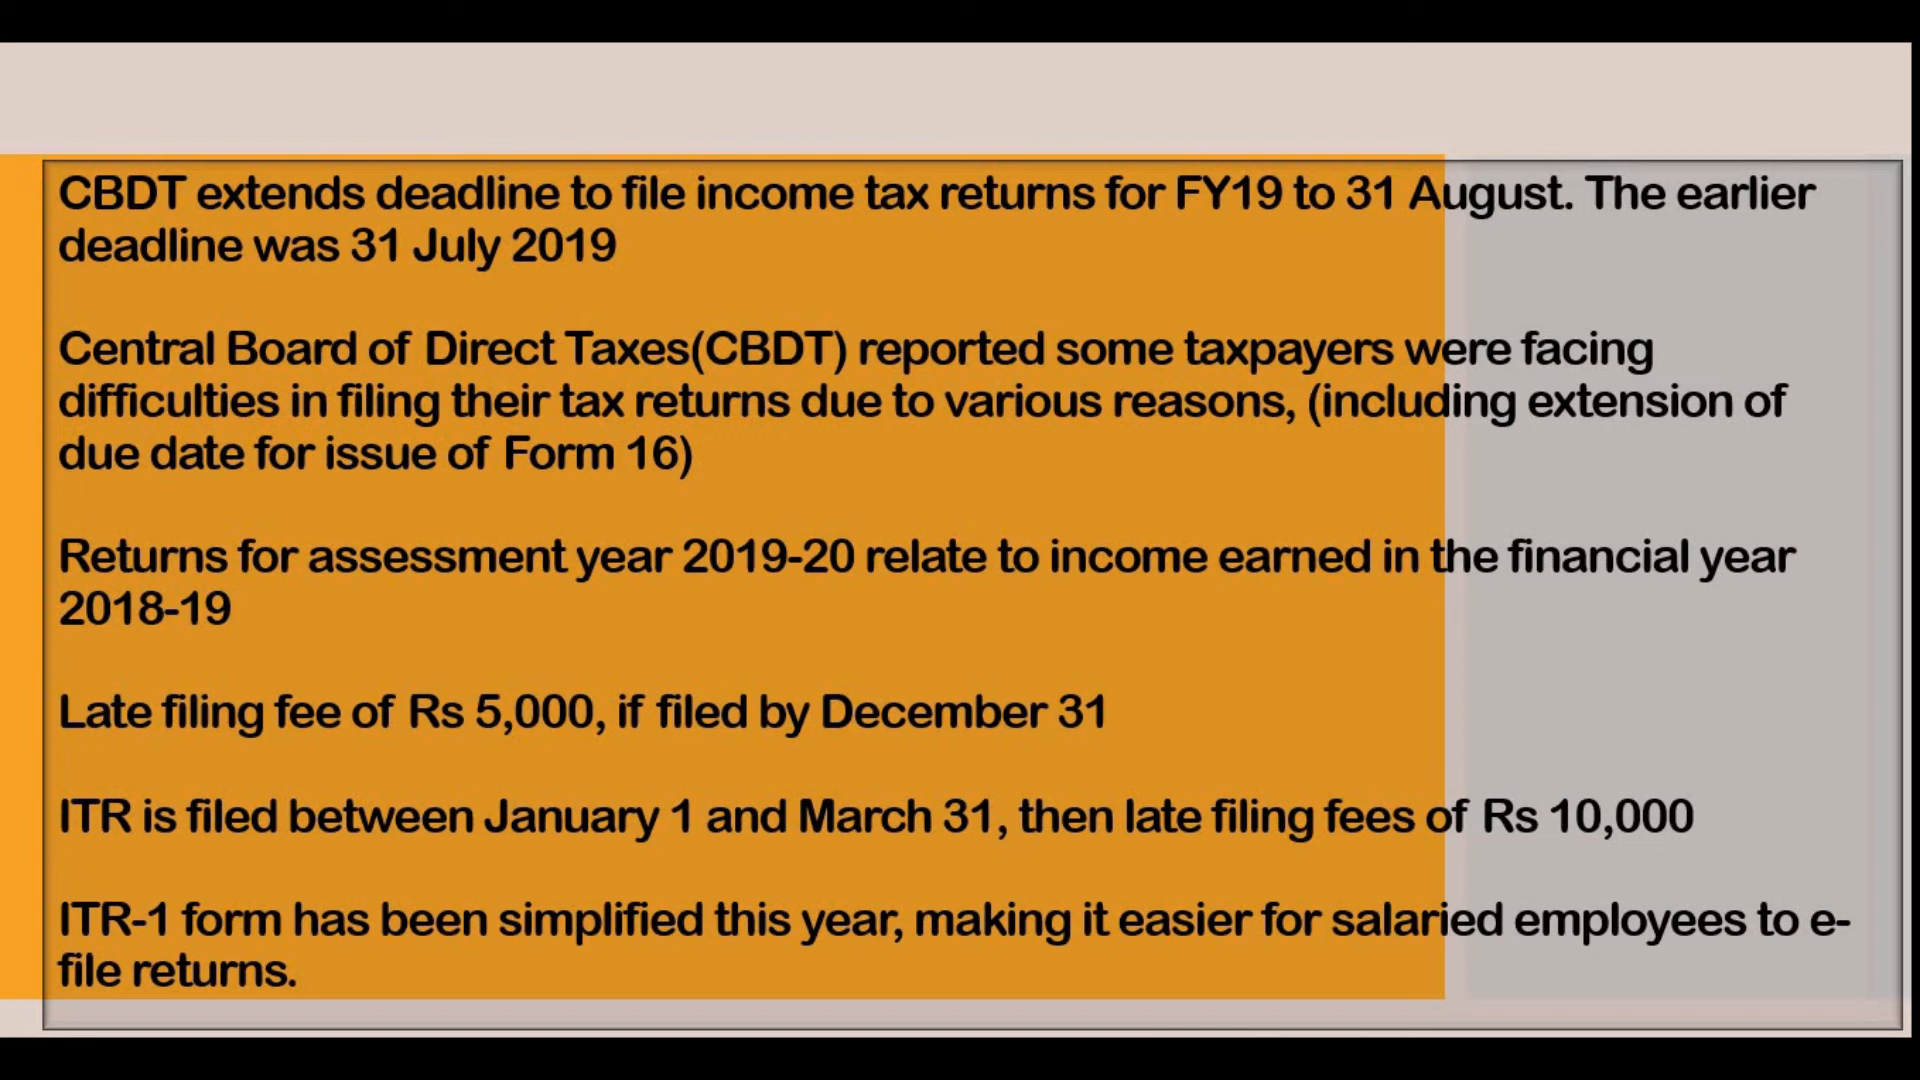 CBDT extends deadline to file income tax returns for FY19 to 31 August. The earlier
deadline was 31 July 2019
Central Board of Direct Taxes(CBDT) reported some taxpayers were facing
difficulties in filing their tax returns due to various reasons, (including extension of
due date for issue of Form 16)
Returns for assessment year 2019-20 relate to income earned in the financial year
2018-19
Late filing fee of Rs 5,000, if filed by December 31
ITR is filed between January 1 and March 31, then late filing fees of Rs 10,000
ITR-1 form has been simplified this year, making it easier for salaried employees to e-
file returns.